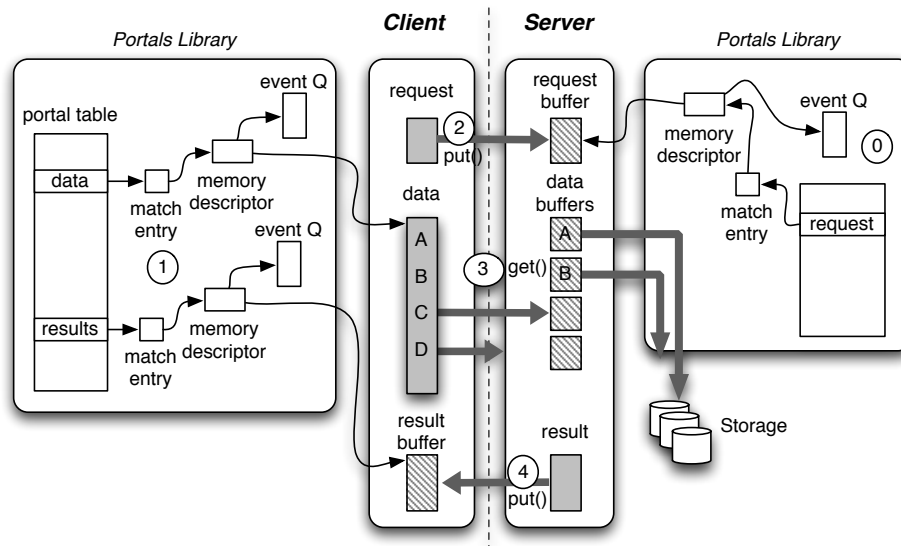 Client
Server
Portals Library
portal table
data
match
entry
memory
descriptor
event Q
1
results
match
entry
memory
descriptor
event Q
request
2
put()
data
A
B
C
D
result
buffer
request
buffer
data
buffers
3
get()
A
B
result
4
put()
Portals Library
memory
descriptor
event Q
0
match
entry
request
Storage